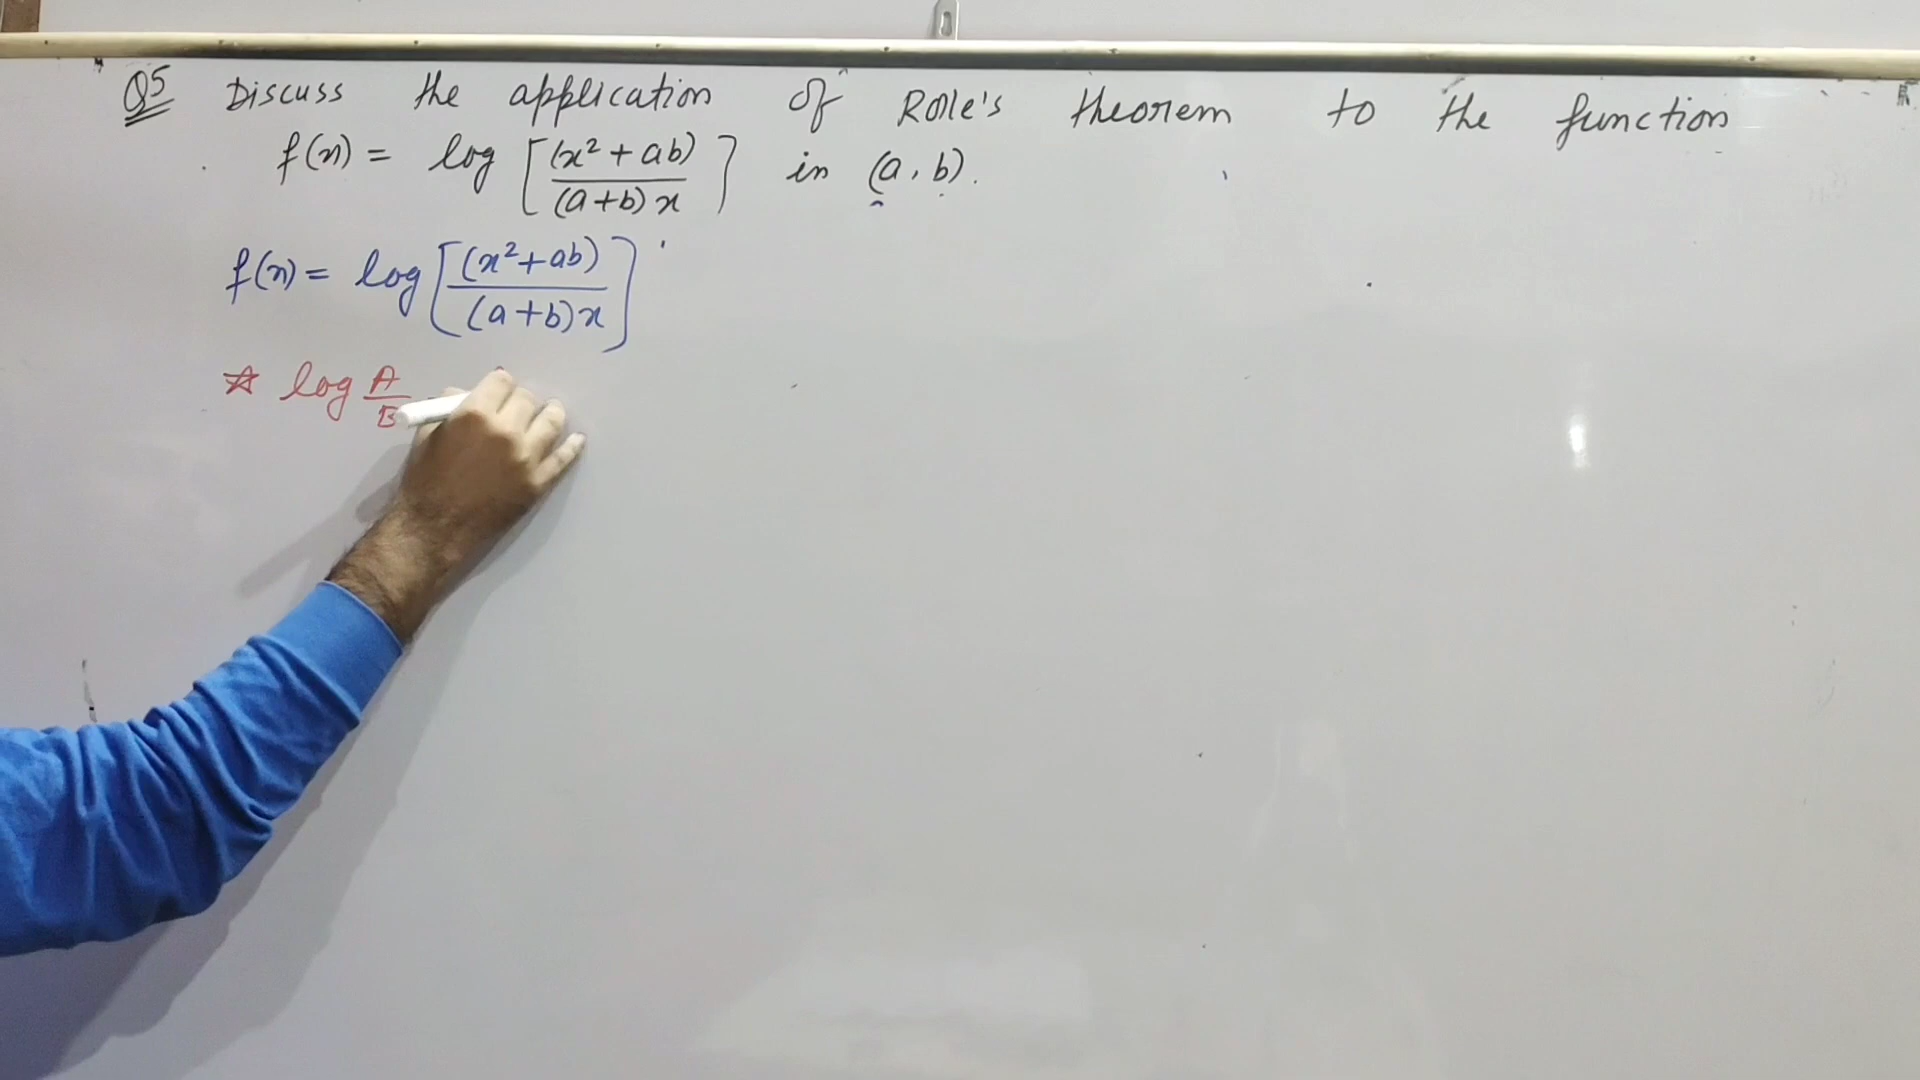 Q5 Discuss the application of Rolle's theorem to the function
f(x) = log [(x² + ab) / (a+b)x] in (a, b).
f(x) = log [(x²+ab) / (a+b)x]
☆ log A/B